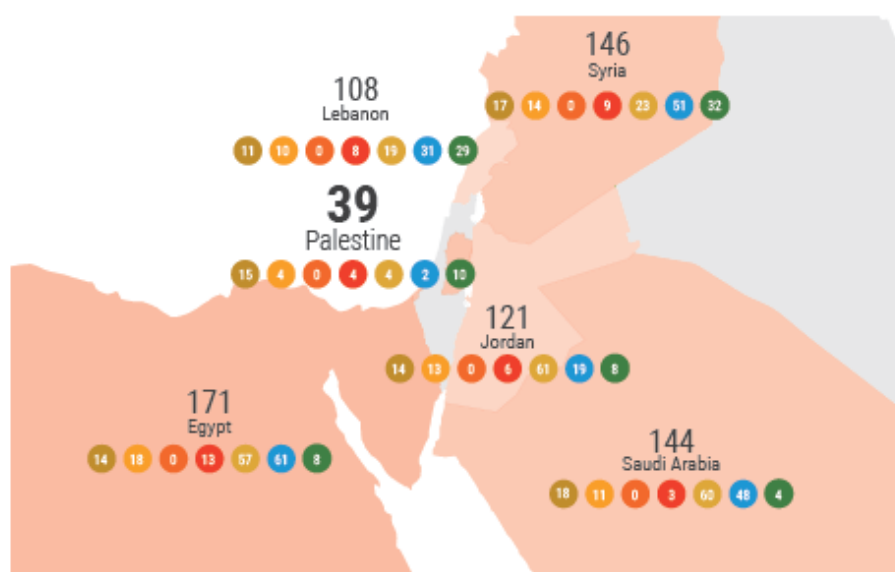 146
Syria
17 14 0 9 23 51 32
108
Lebanon
11 10 0 8 19 31 29
39
Palestine
15 4 0 4 4 2 10
121
Jordan
14 13 0 6 61 19 8
171
Egypt
14 18 0 13 57 61 8
144
Saudi Arabia
18 11 0 3 60 48 4